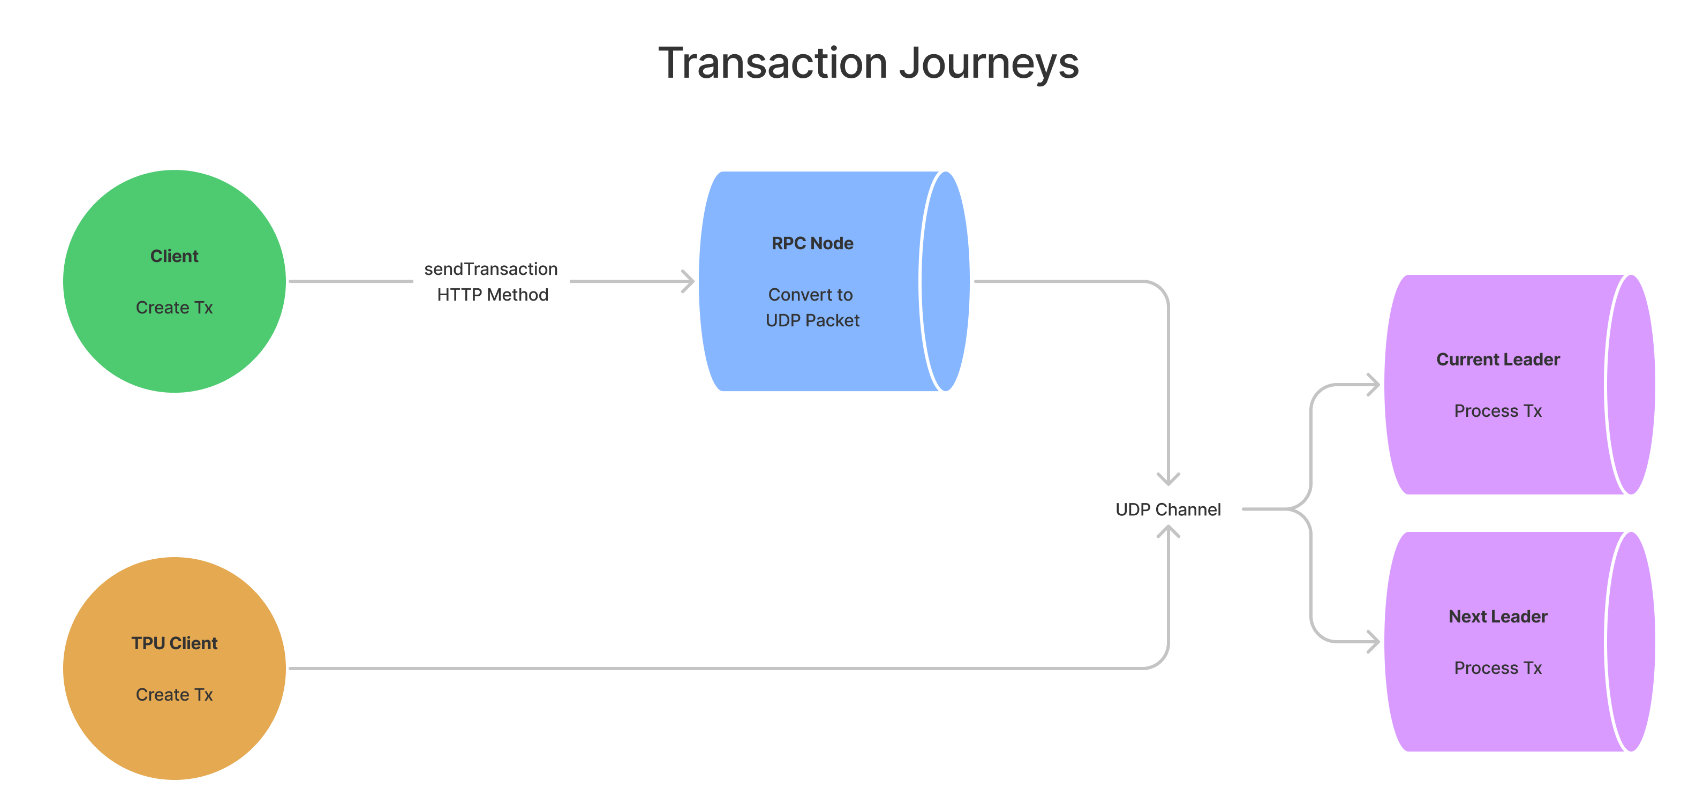 Transaction Journeys
Client
Create Tx
sendTransaction
HTTP Method
RPC Node
Convert to
UDP Packet
Current Leader
Process Tx
UDP Channel
Next Leader
Process Tx
TPU Client
Create Tx